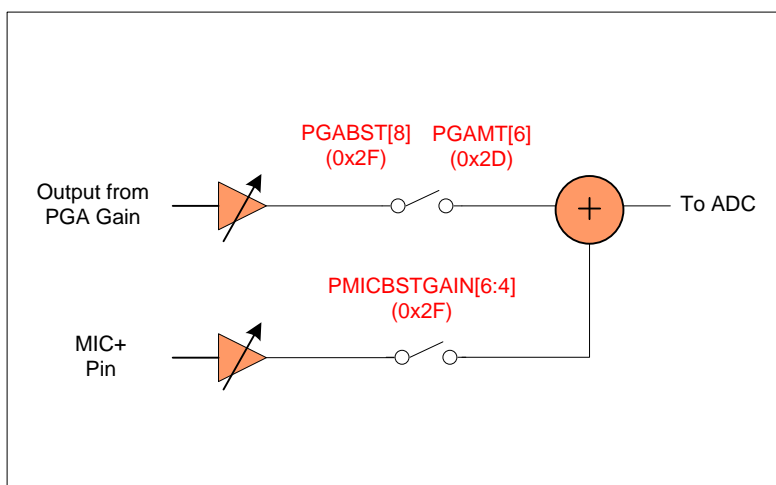 PGABST[8]
(0x2F)
PGAMT[6]
(0x2D)
Output from
PGA Gain
+
To ADC
PMICBSTGAIN[6:4]
(0x2F)
MIC+
Pin